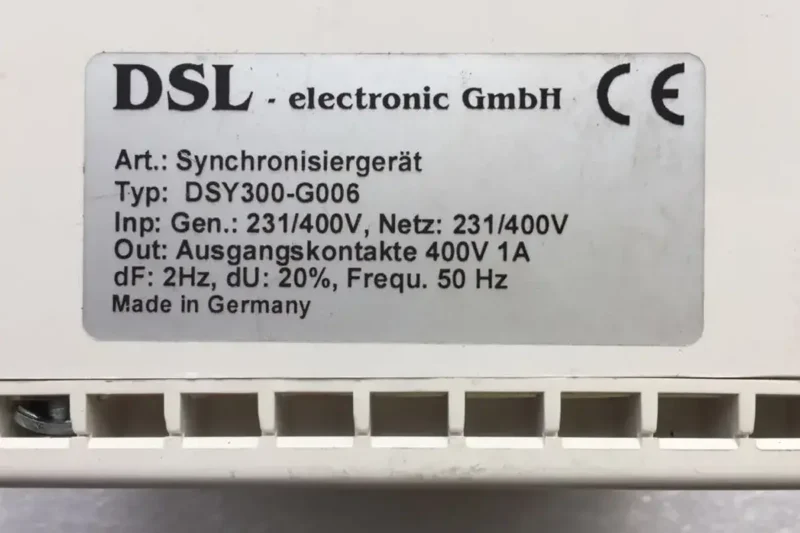 DSL - electronic GmbH CE
Art.: Synchronisiergerät
Typ: DSY300-G006
Inp: Gen.: 231/400V, Netz: 231/400V
Out: Ausgangskontakte 400V 1A
dF: 2Hz, dU: 20%, Frequ. 50 Hz
Made in Germany